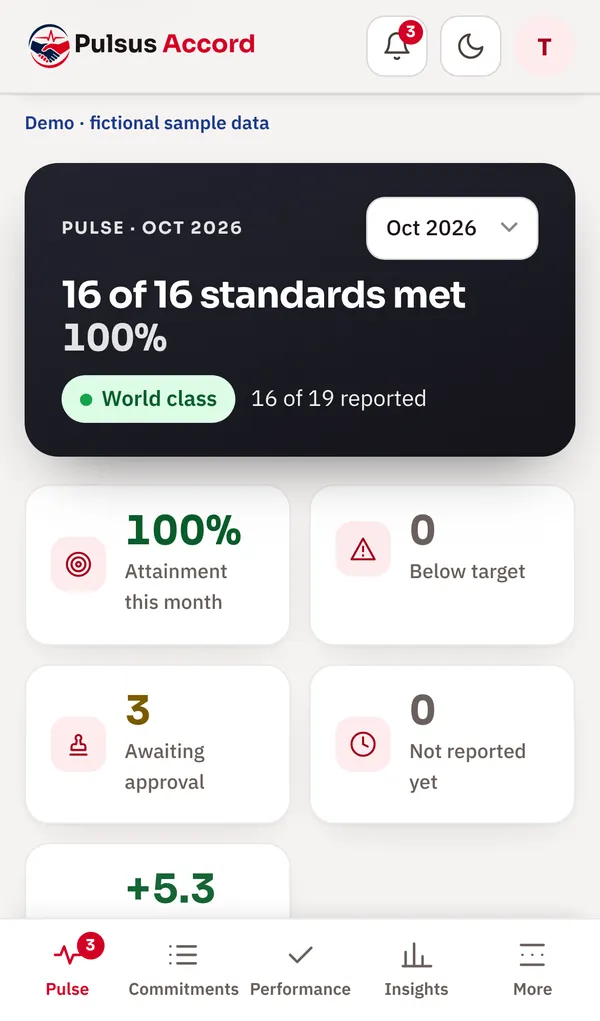 Pulsus Accord
3
T
Demo · fictional sample data
PULSE · OCT 2026
Oct 2026
16 of 16 standards met
100%
World class
16 of 19 reported
100%
Attainment
this month
0
Below target
3
Awaiting
approval
0
Not reported
yet
+5.3
3
Pulse
Commitments
Performance
Insights
More